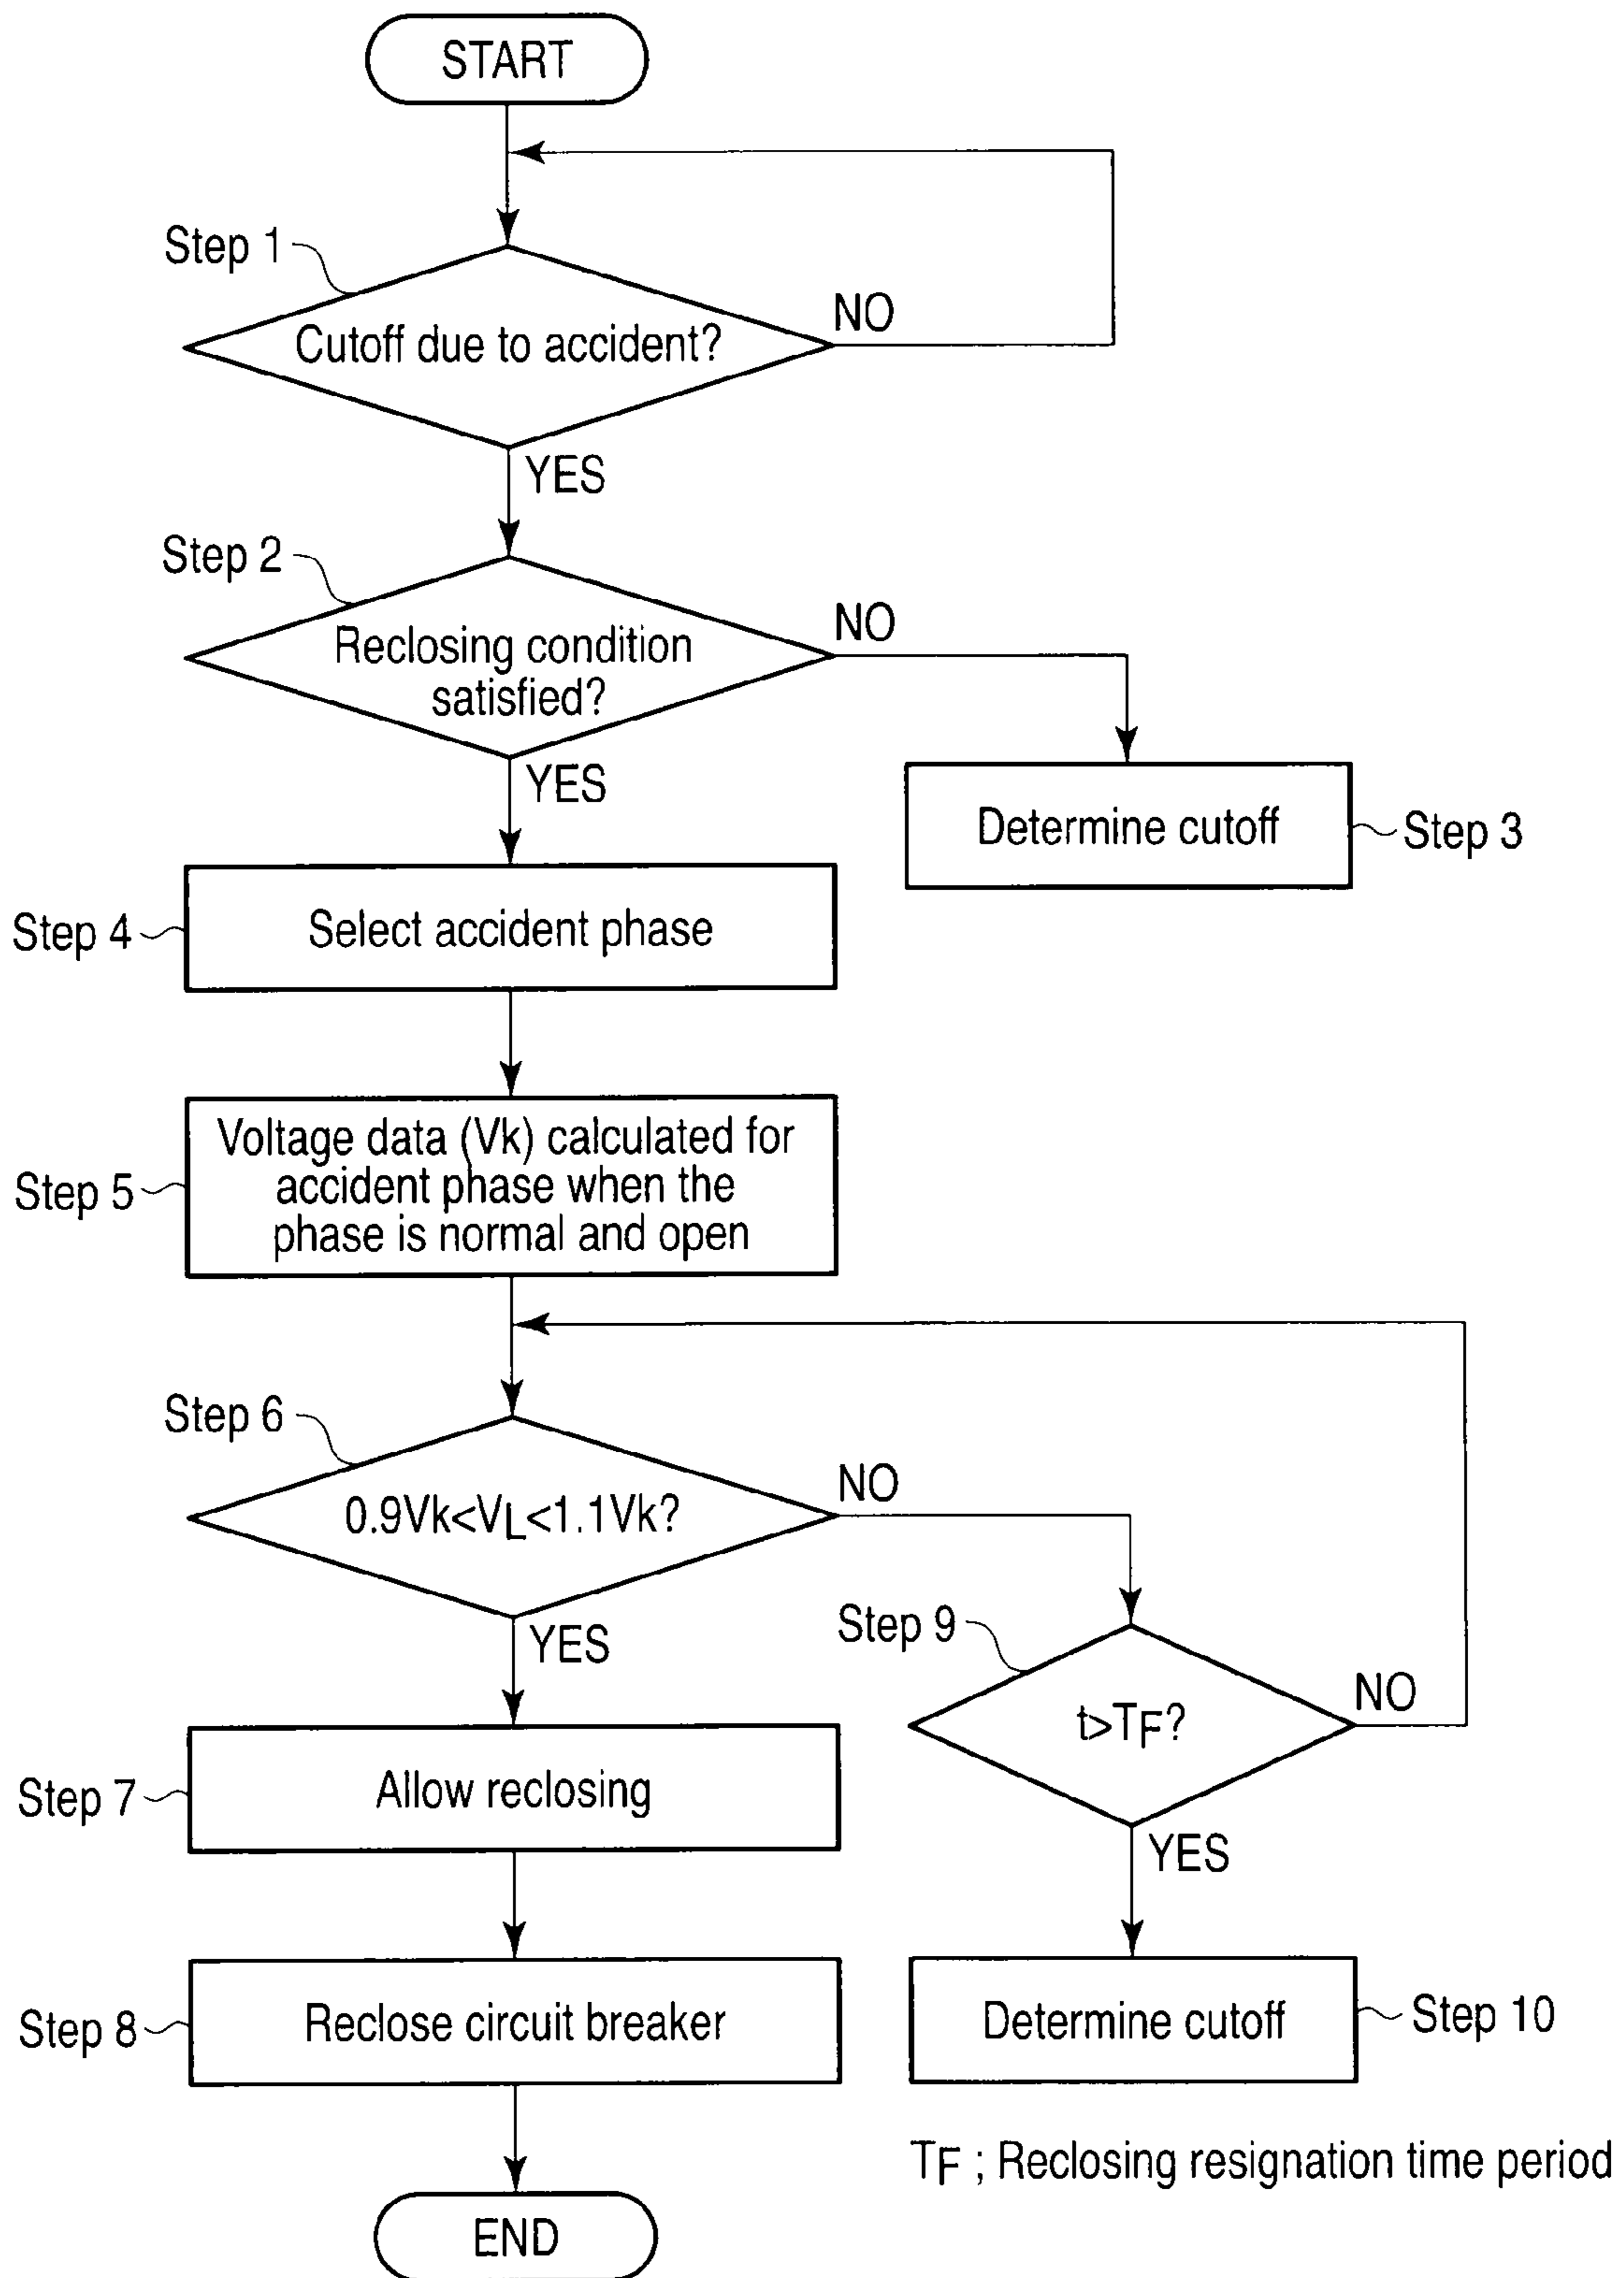 START
Step 1
Cutoff due to accident?
NO
YES
Step 2
Reclosing condition
satisfied?
NO
YES
Determine cutoff
Step 3
Step 4
Select accident phase
Step 5
Voltage data (Vk) calculated for
accident phase when the
phase is normal and open
Step 6
0.9Vk<VL<1.1Vk?
NO
YES
Step 9
t>TF?
NO
YES
Step 7
Allow reclosing
Step 8
Reclose circuit breaker
Determine cutoff
Step 10
TF ; Reclosing resignation time period
END